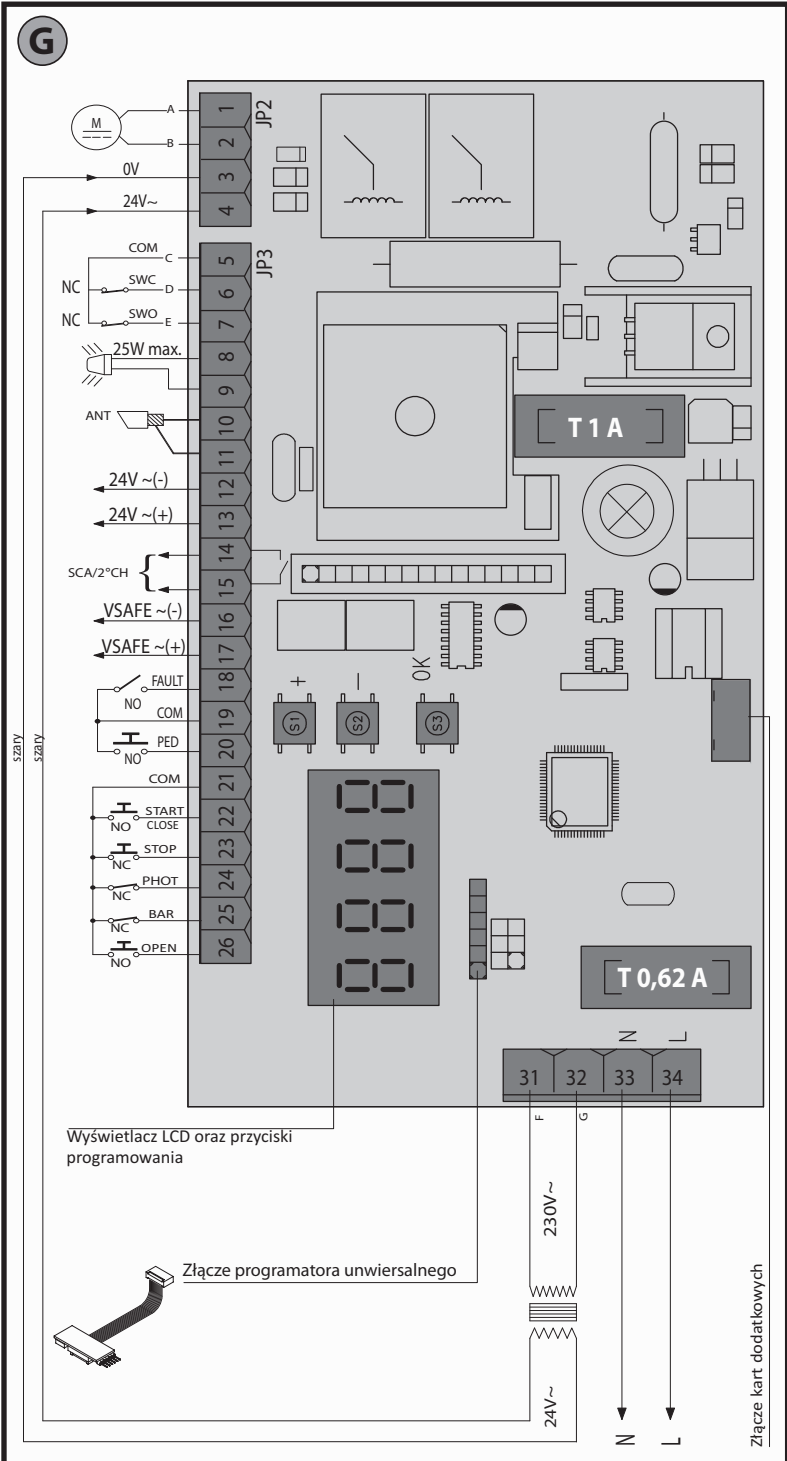 G
A
M
B
0V
24V~
1
2
3
4
JP2
COM
C
NC
SWC
D
NC
SWO
E
25W max.
ANT
24V ~(-)
24V ~(+)
SCA/2°CH
VSAFE ~(-)
VSAFE ~(+)
FAULT
NO
COM
PED
NO
COM
START
NO
CLOSE
STOP
NC
PHOT
NC
BAR
NC
OPEN
NO
5
6
7
8
9
10
11
12
13
14
15
16
17
18
19
20
21
22
23
24
25
26
JP3
T 1 A
+
−
OK
S1
S2
S3
szary
szary
T 0,62 A
N
L
31
32
33
34
F
G
Wyświetlacz LCD oraz przyciski
programowania
230V~
Złącze programatora unwiersalnego
24V~
N
L
Złącze kart dodatkowych